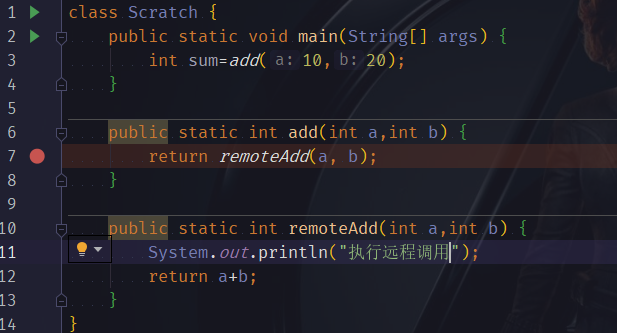 1 class Scratch {
2 public static void main(String[] args) {
3 int sum=add( a: 10, b: 20);
4 }
5
6 public static int add(int a,int b) {
7 return remoteAdd(a, b);
8 }
9
10 public static int remoteAdd(int a,int b) {
11 System.out.println("执行远程调用");
12 return a+b;
13 }
14 }